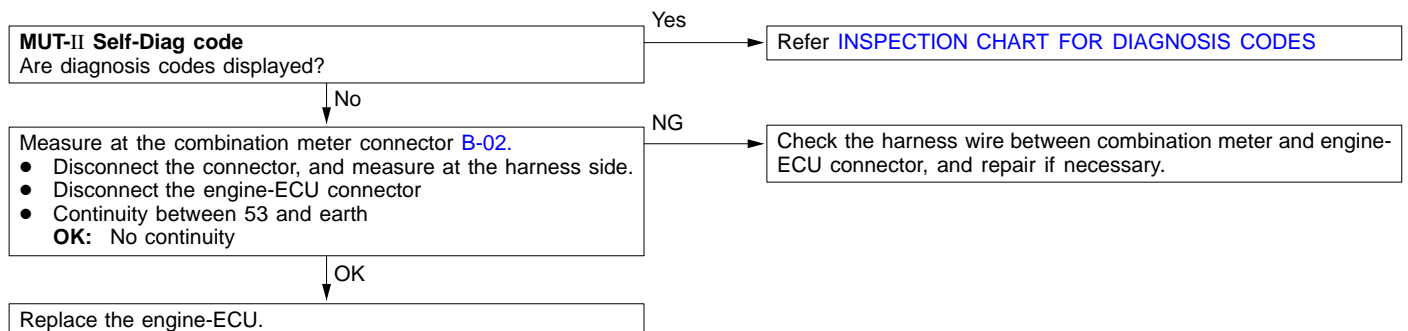 MUT-II Self-Diag code
Are diagnosis codes displayed?
Yes
Refer INSPECTION CHART FOR DIAGNOSIS CODES
No
Measure at the combination meter connector B-02.
● Disconnect the connector, and measure at the harness side.
● Disconnect the engine-ECU connector
● Continuity between 53 and earth
OK: No continuity
NG
Check the harness wire between combination meter and engine-
ECU connector, and repair if necessary.
OK
Replace the engine-ECU.